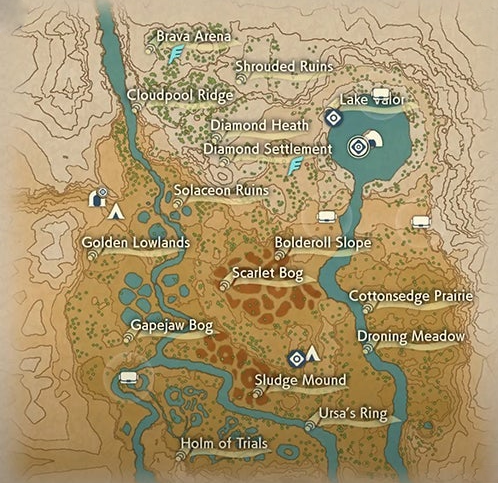 Brava Arena
Shrouded Ruins
Cloudpool Ridge
Lake Valor
Diamond Heath
Diamond Settlement
Solaceon Ruins
Golden Lowlands
Bolderoll Slope
Scarlet Bog
Cottonsedge Prairie
Gapejaw Bog
Droning Meadow
Sludge Mound
Ursa's Ring
Holm of Trials